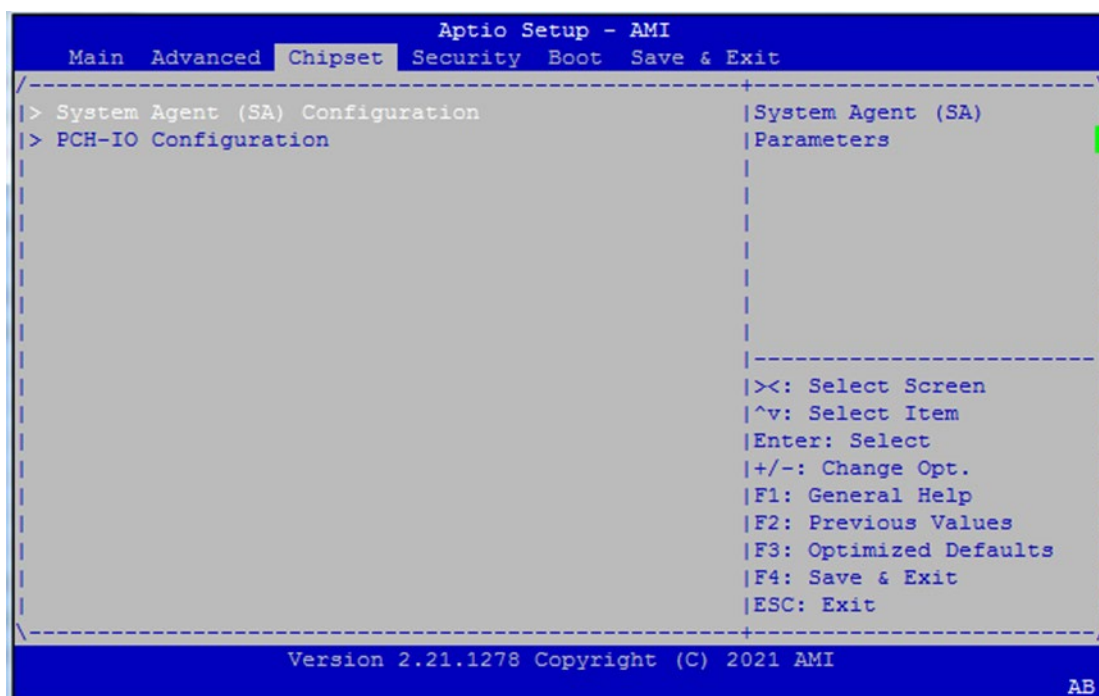 Aptio Setup - AMI
Main Advanced Chipset Security Boot Save & Exit
/----------------------------------------------------+-------------------------\
|> System Agent (SA) Configuration |System Agent (SA)
|> PCH-IO Configuration |Parameters
|-------------------------
|><: Select Screen
|^v: Select Item
|Enter: Select
|+/-: Change Opt.
|F1: General Help
|F2: Previous Values
|F3: Optimized Defaults
|F4: Save & Exit
|ESC: Exit
\----------------------------------------------------+-------------------------/
Version 2.21.1278 Copyright (C) 2021 AMI
AB